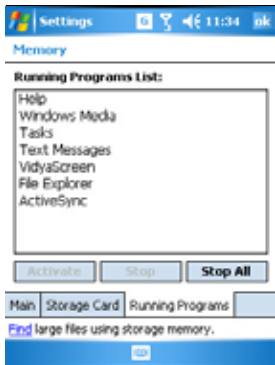 Settings 11:34 ok
Memory
Running Programs List:
Help
Windows Media
Tasks
Text Messages
VidyaScreen
File Explorer
ActiveSync
Activate Stop Stop All
Main Storage Card Running Programs
Find large files using storage memory.